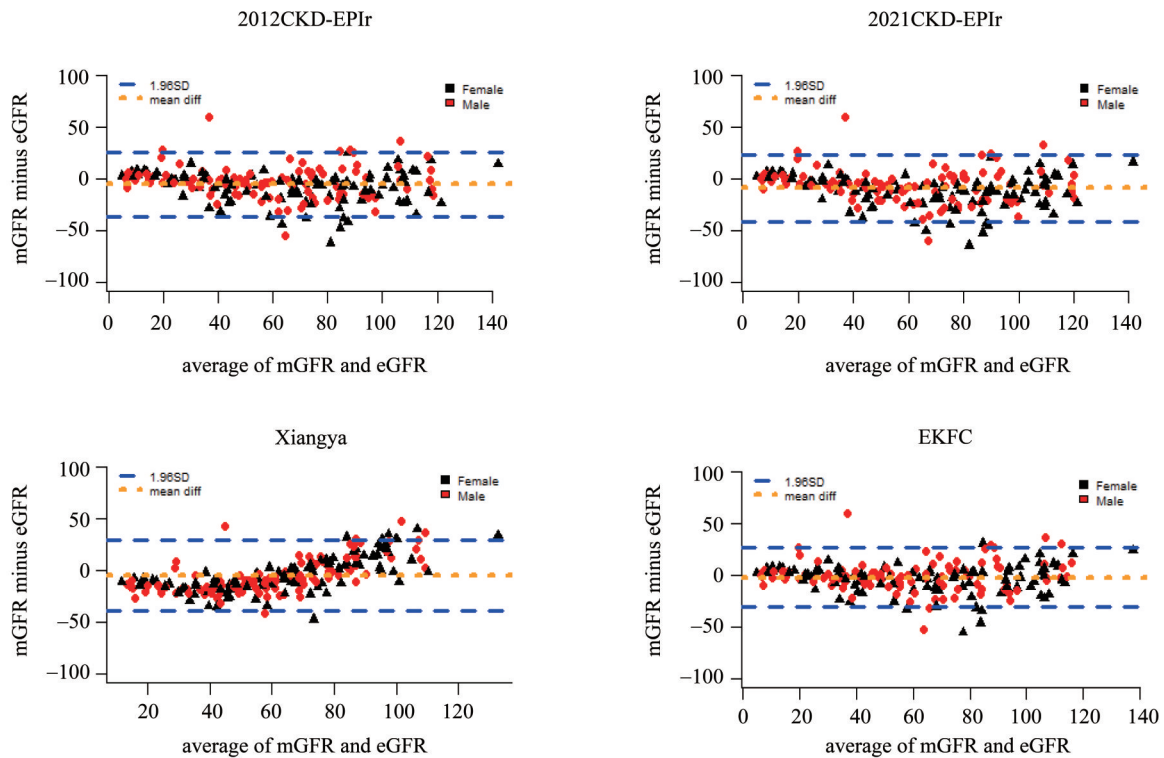 2012CKD-EPIr
mGFR minus eGFR
1.96SD
mean diff
Female
Male
100
50
0
−50
−100
0 20 40 60 80 100 120 140
average of mGFR and eGFR
2021CKD-EPIr
mGFR minus eGFR
1.96SD
mean diff
Female
Male
100
50
0
−50
−100
0 20 40 60 80 100 120 140
average of mGFR and eGFR
Xiangya
mGFR minus eGFR
1.96SD
mean diff
Female
Male
100
50
0
−50
−100
20 40 60 80 100 120
average of mGFR and eGFR
EKFC
mGFR minus eGFR
1.96SD
mean diff
Female
Male
100
50
0
−50
−100
0 20 40 60 80 100 120 140
average of mGFR and eGFR